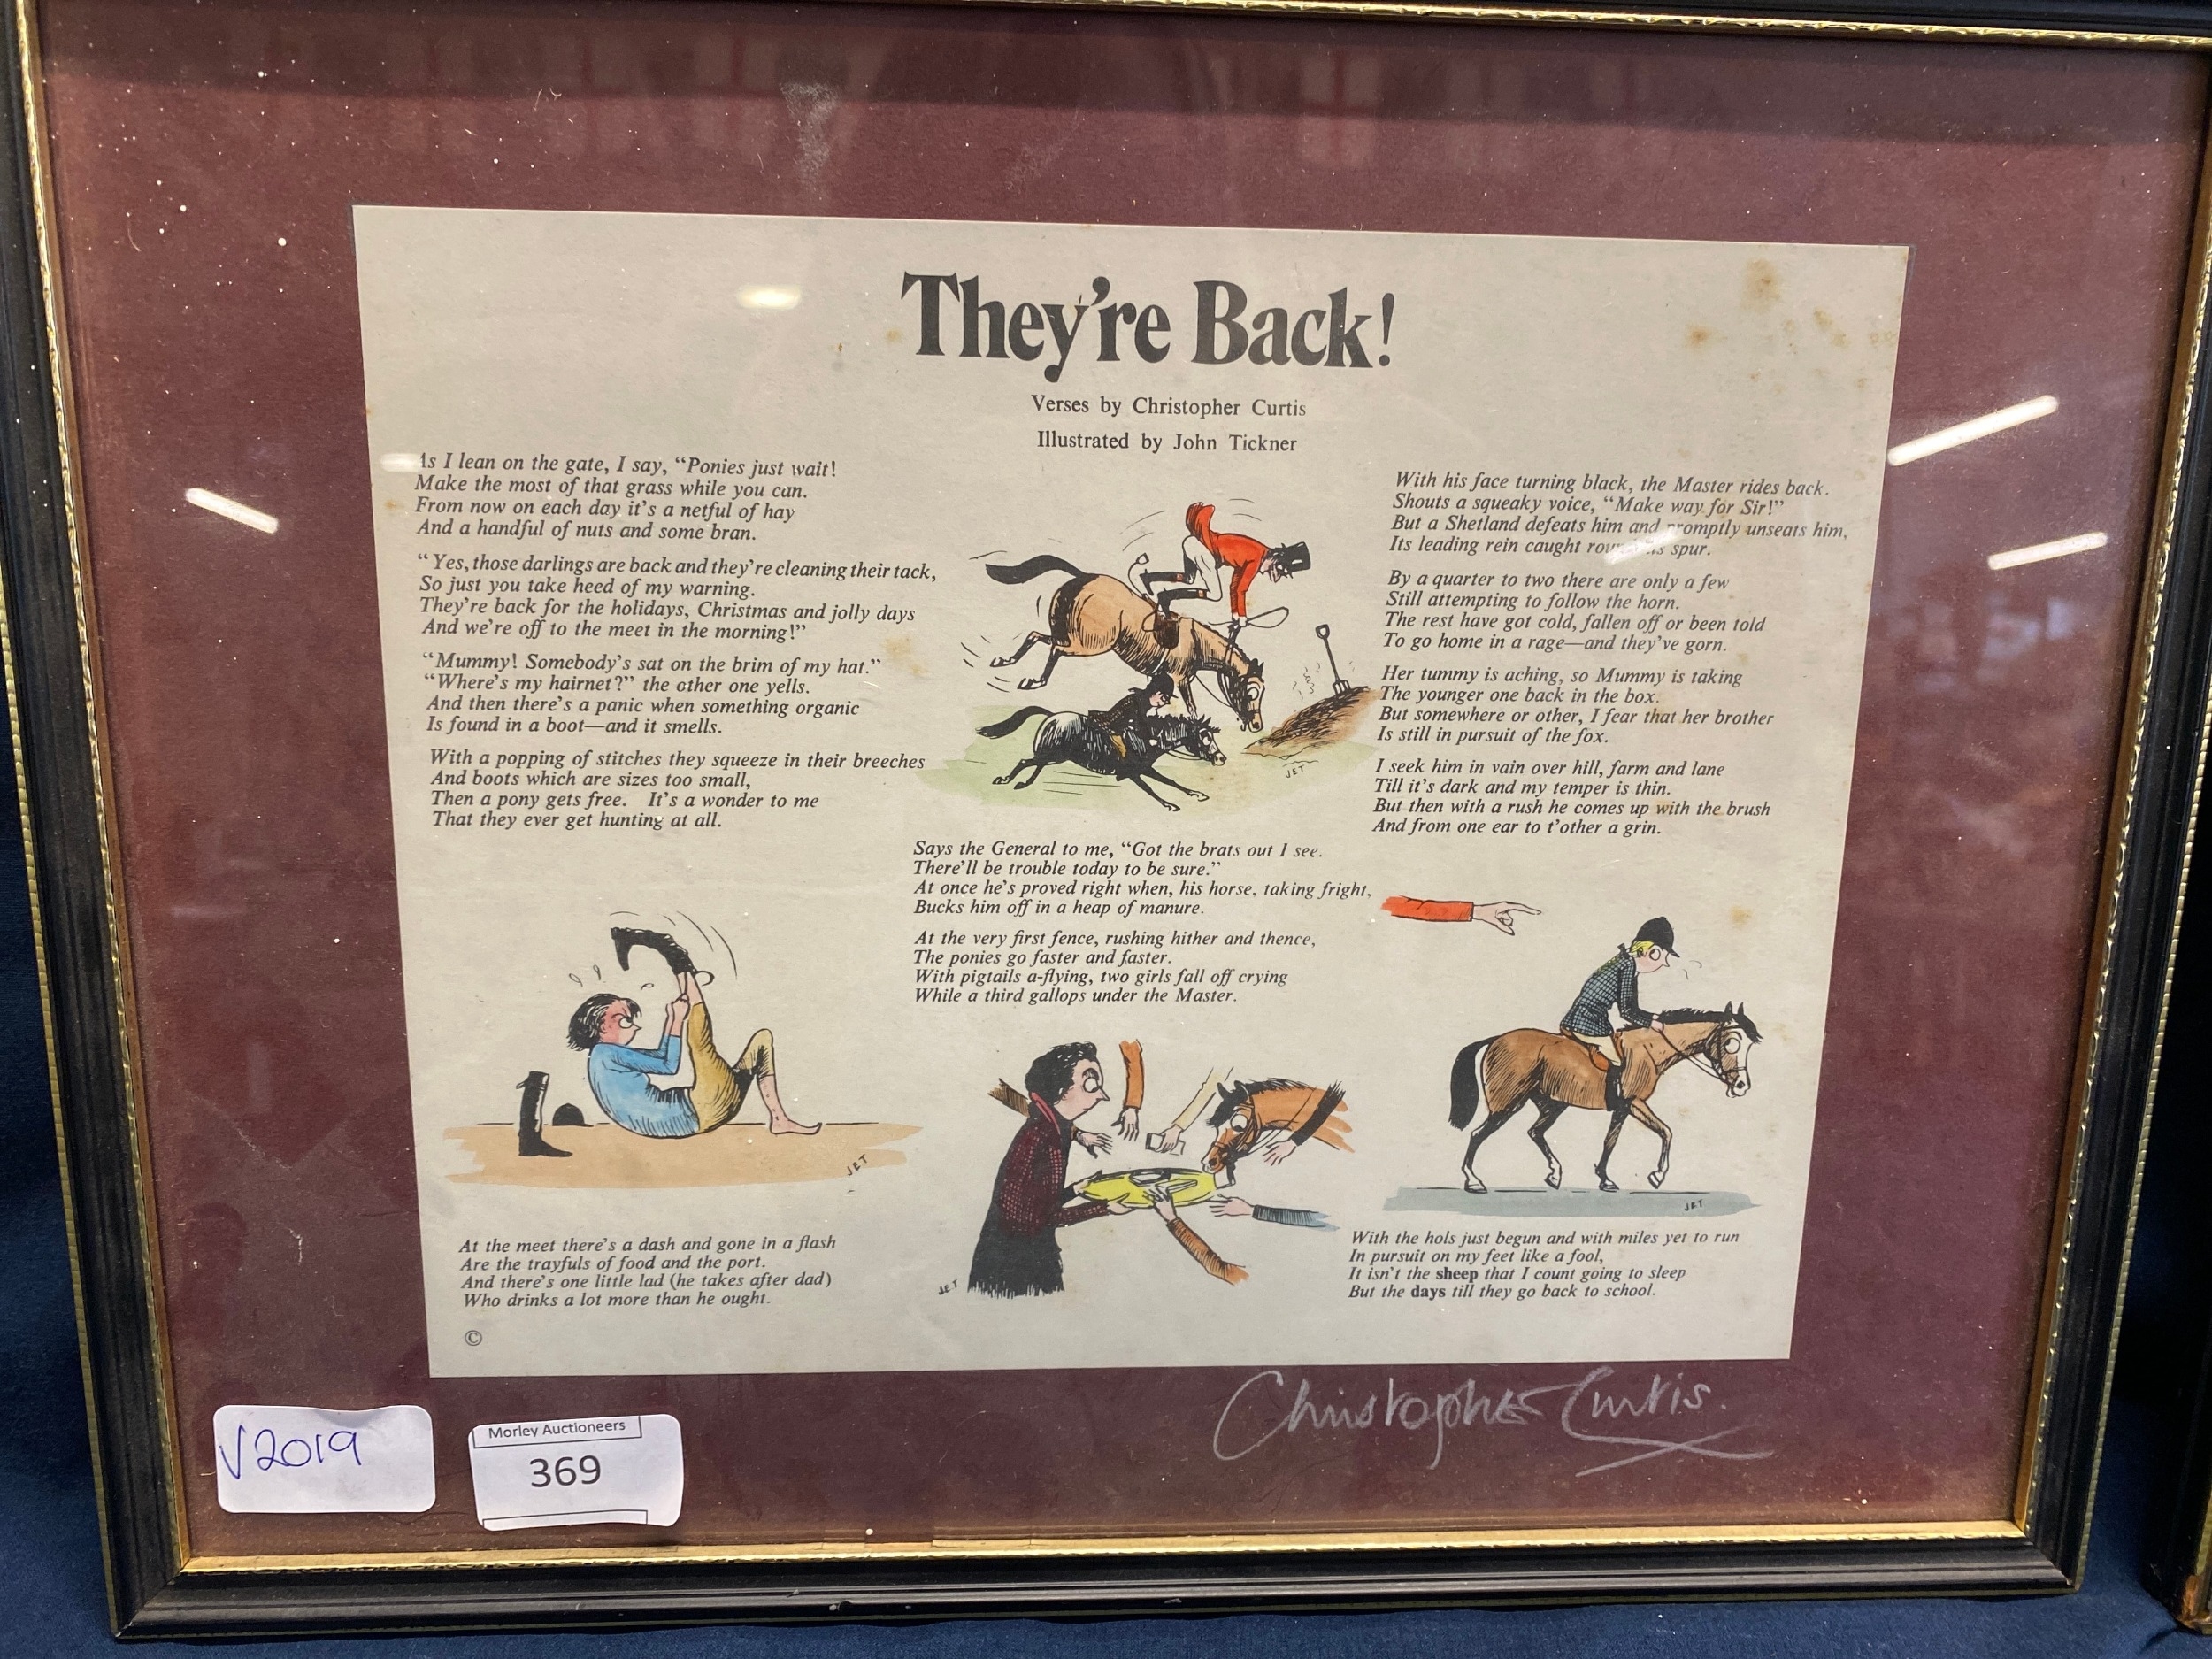 They're Back!
Verses by Christopher Curtis
Illustrated by John Tickner
As I lean on the gate, I say, "Ponies just wait!
Make the most of that grass while you can.
From now on each day it's a netful of hay
And a handful of nuts and some bran.
"Yes, those darlings are back and they're cleaning their tack,
So just you take heed of my warning.
They're back for the holidays, Christmas and jolly days
And we're off to the meet in the morning!"
"Mummy! Somebody's sat on the brim of my hat."
"Where's my hairnet?" the other one yells.
And then there's a panic when something organic
Is found in a boot—and it smells.
With a popping of stitches they squeeze in their breeches
And boots which are sizes too small,
Then a pony gets free. It's a wonder to me
That they ever get hunting at all.
JET
At the meet there's a dash and gone in a flash
Are the trayfuls of food and the port.
And there's one little lad (he takes after dad)
Who drinks a lot more than he ought.
©
JET
Says the General to me, "Got the brats out I see.
There'll be trouble today to be sure."
At once he's proved right when, his horse, taking fright,
Bucks him off in a heap of manure.
At the very first fence, rushing hither and thence,
The ponies go faster and faster.
With pigtails a-flying, two girls fall off crying
While a third gallops under the Master.
JET
With his face turning black, the Master rides back.
Shouts a squeaky voice, "Make way for Sir!"
But a Shetland defeats him and promptly unseats him,
Its leading rein caught spur.
By a quarter to two there are only a few
Still attempting to follow the horn.
The rest have got cold, fallen off or been told
To go home in a rage—and they've gorn.
Her tummy is aching, so Mummy is taking
The younger one back in the box.
But somewhere or other, I fear that her brother
Is still in pursuit of the fox.
I seek him in vain over hill, farm and lane
Till it's dark and my temper is thin.
But then with a rush he comes up with the brush
And from one ear to t'other a grin.
JET
With the hols just begun and with miles yet to run
In pursuit on my feet like a fool,
It isn't the sheep that I count going to sleep
But the days till they go back to school.
Christopher Curtis.
V2019
Morley Auctioneers
369